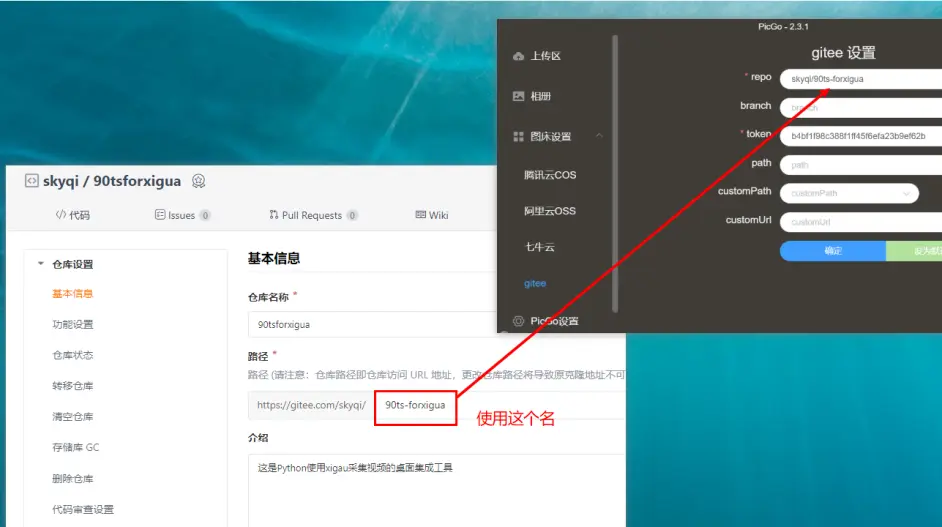 PicGo - 2.3.1
上传区
相册
图床设置
腾讯云COS
阿里云OSS
七牛云
gitee
PicGo设置
gitee 设置
* repo
skyqi/90ts-forxigua
branch
branch
* token
b4bf1f98c388f1ff45f6efa23b9ef62b
path
path
customPath
customPath
customUrl
customUrl
确定
设为默
skyqi / 90tsforxigua
代码
Issues 0
Pull Requests 0
Wiki
仓库设置
基本信息
功能设置
仓库状态
转移仓库
清空仓库
存储库 GC
删除仓库
代码审查设置
基本信息
仓库名称 *
90tsforxigua
路径 *
路径 (请注意：仓库路径即仓库访问 URL 地址，更改仓库路径将导致原克隆地址不可
https://gitee.com/skyqi/ 90ts-forxigua
使用这个名
介绍
这是Python使用xigau采集视频的桌面集成工具